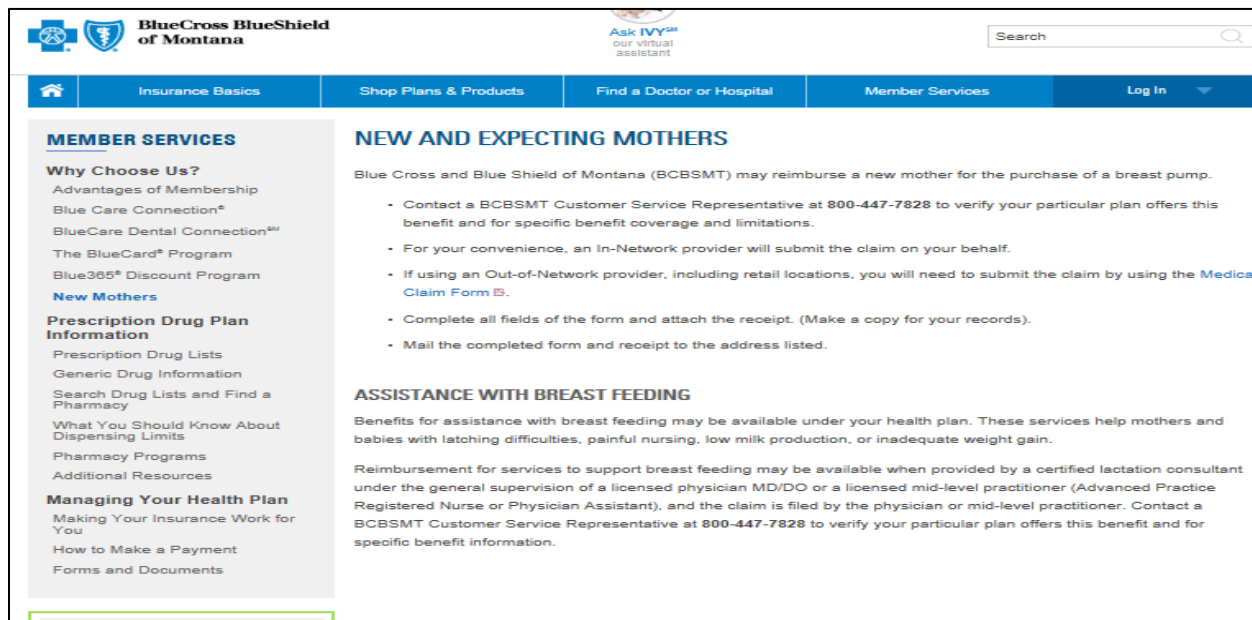 BlueCross BlueShield
of Montana
Ask IVY℠
our virtual
assistant
Search
Insurance Basics
Shop Plans & Products
Find a Doctor or Hospital
Member Services
Log In
MEMBER SERVICES
Why Choose Us?
Advantages of Membership
Blue Care Connection®
BlueCare Dental Connection℠
The BlueCard® Program
Blue365® Discount Program
New Mothers
Prescription Drug Plan
Information
Prescription Drug Lists
Generic Drug Information
Search Drug Lists and Find a
Pharmacy
What You Should Know About
Dispensing Limits
Pharmacy Programs
Additional Resources
Managing Your Health Plan
Making Your Insurance Work for
You
How to Make a Payment
Forms and Documents
NEW AND EXPECTING MOTHERS
Blue Cross and Blue Shield of Montana (BCBSMT) may reimburse a new mother for the purchase of a breast pump.
• Contact a BCBSMT Customer Service Representative at 800-447-7828 to verify your particular plan offers this
benefit and for specific benefit coverage and limitations.
• For your convenience, an In-Network provider will submit the claim on your behalf.
• If using an Out-of-Network provider, including retail locations, you will need to submit the claim by using the Medica
Claim Form.
• Complete all fields of the form and attach the receipt. (Make a copy for your records).
• Mail the completed form and receipt to the address listed.
ASSISTANCE WITH BREAST FEEDING
Benefits for assistance with breast feeding may be available under your health plan. These services help mothers and
babies with latching difficulties, painful nursing, low milk production, or inadequate weight gain.
Reimbursement for services to support breast feeding may be available when provided by a certified lactation consultant
under the general supervision of a licensed physician MD/DO or a licensed mid-level practitioner (Advanced Practice
Registered Nurse or Physician Assistant), and the claim is filed by the physician or mid-level practitioner. Contact a
BCBSMT Customer Service Representative at 800-447-7828 to verify your particular plan offers this benefit and for
specific benefit information.